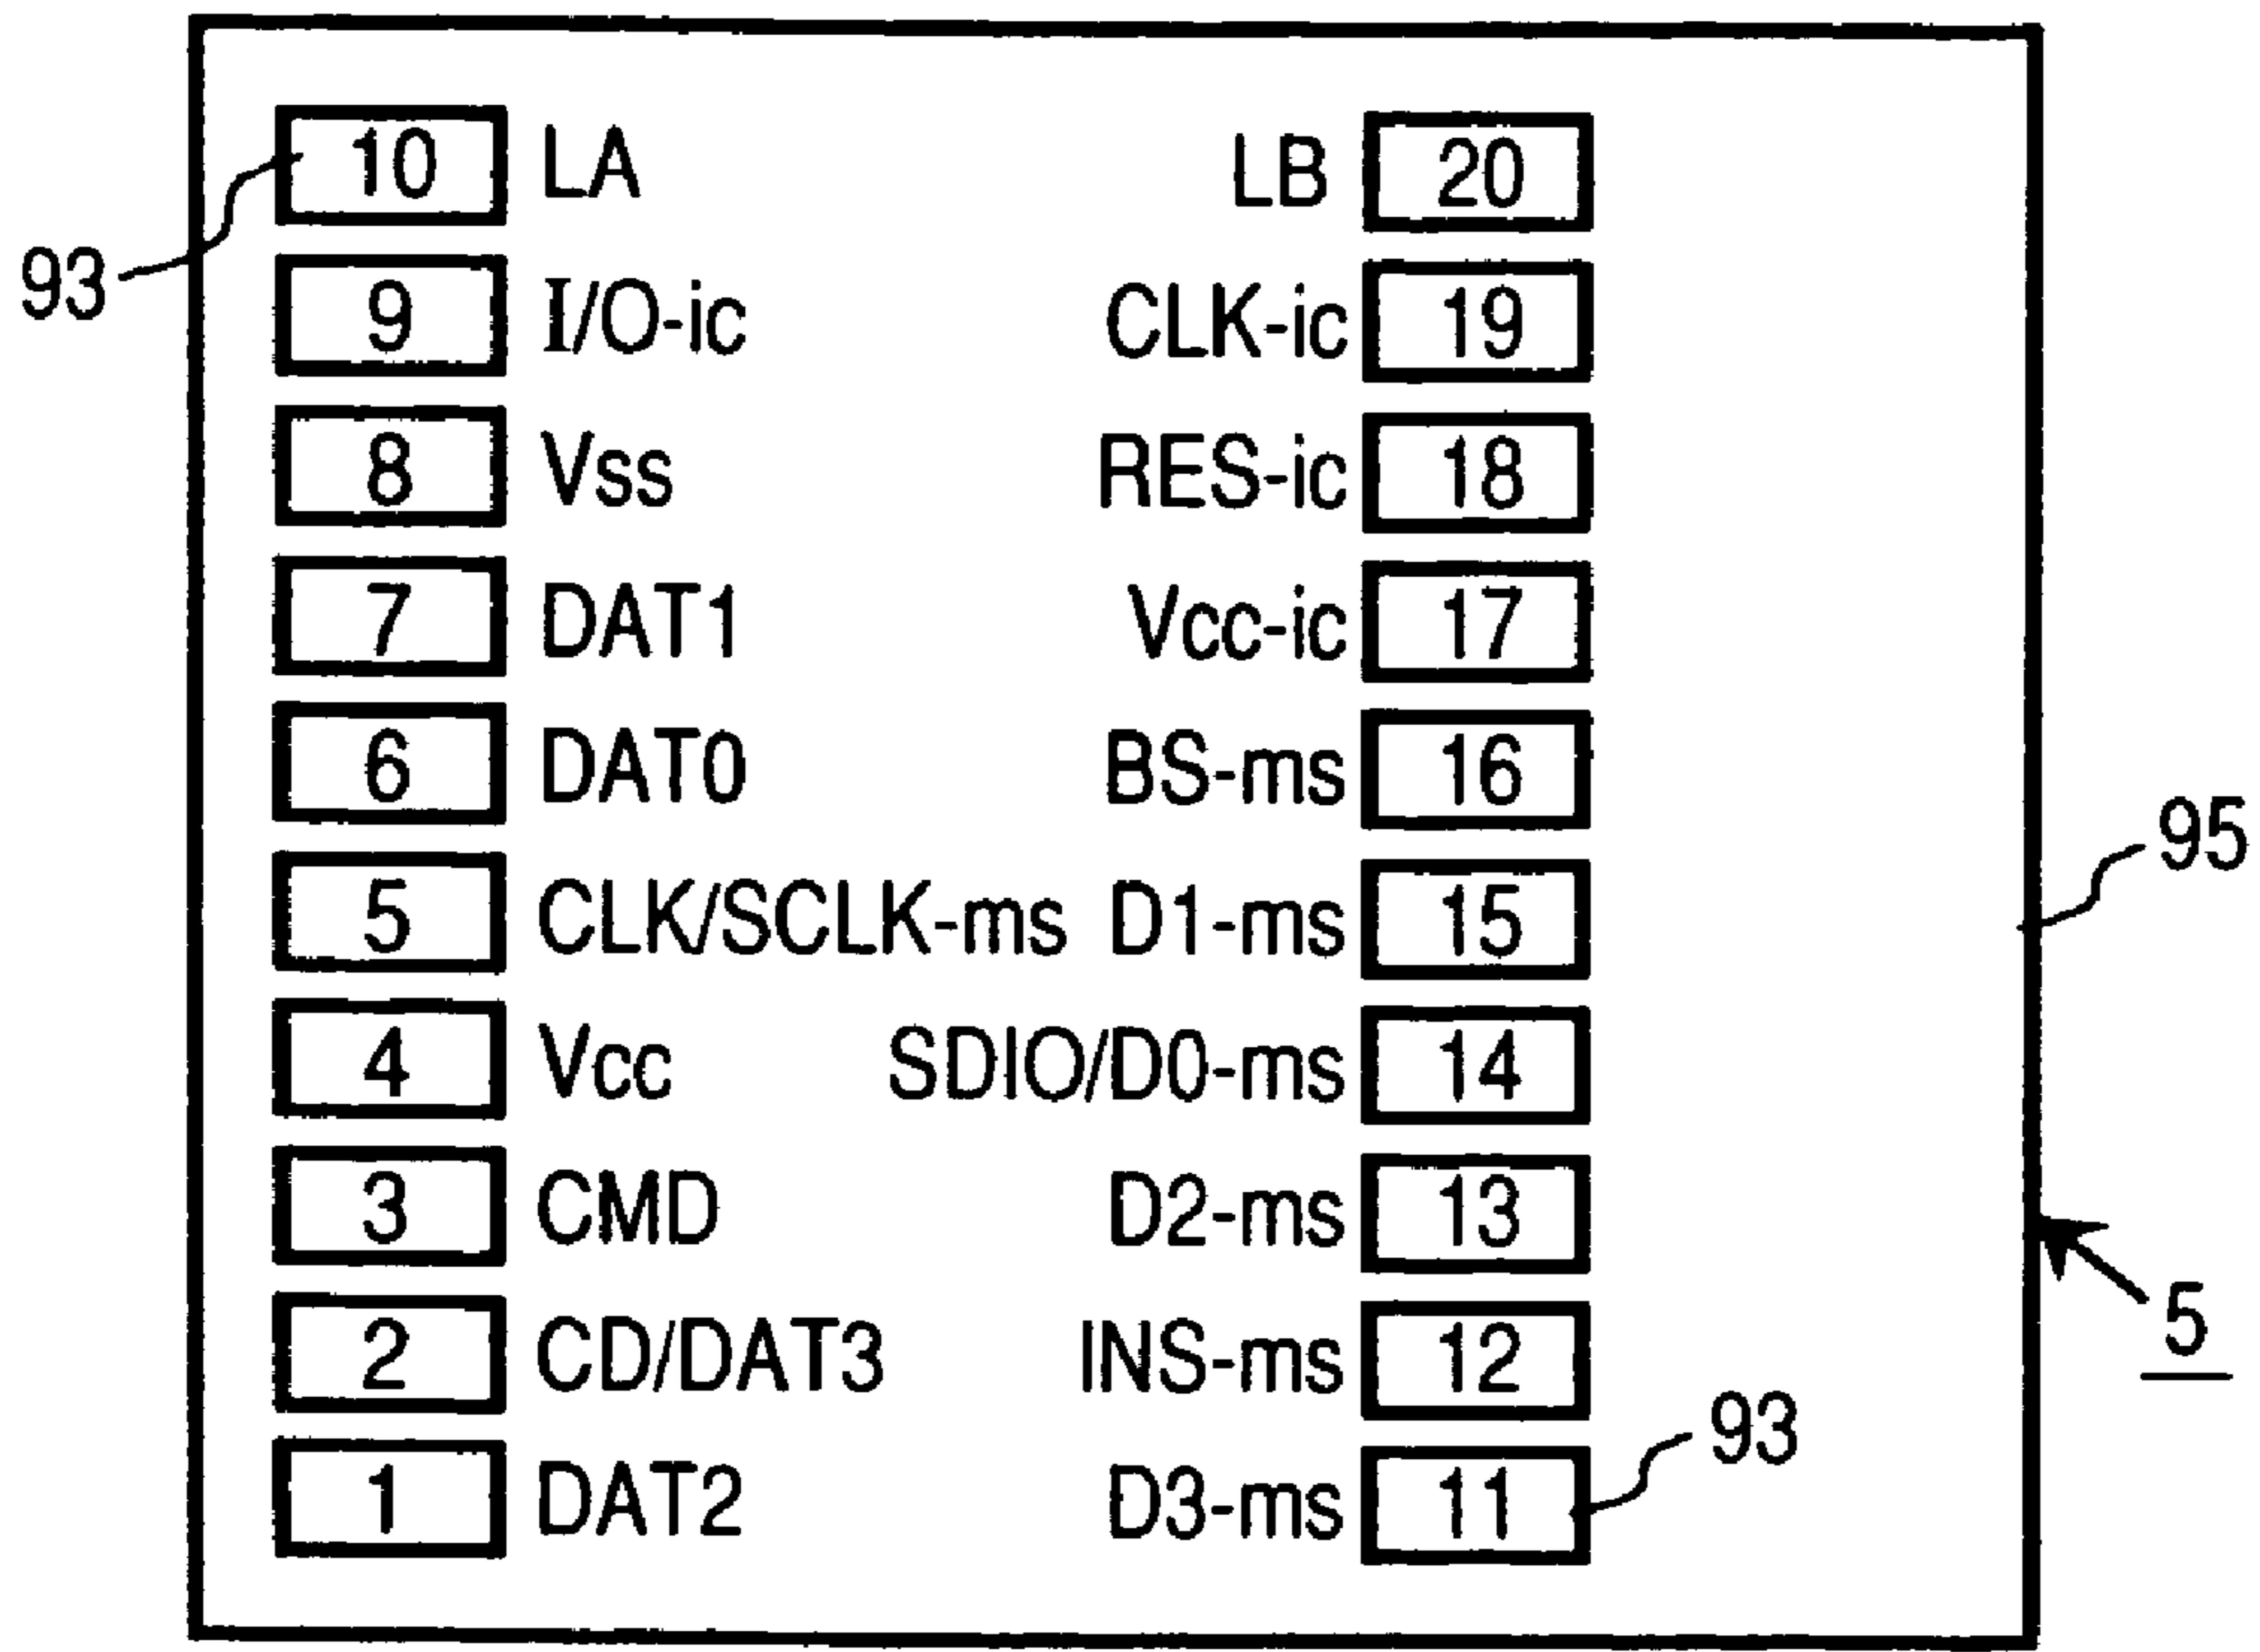 10 LA LB 20
93
9 I/O-ic CLK-ic 19
8 Vss RES-ic 18
7 DAT1 Vcc-ic 17
6 DAT0 BS-ms 16
95
5 CLK/SCLK-ms D1-ms 15
4 Vcc SDIO/D0-ms 14
3 CMD D2-ms 13
5
2 CD/DAT3 INS-ms 12
93
1 DAT2 D3-ms 11